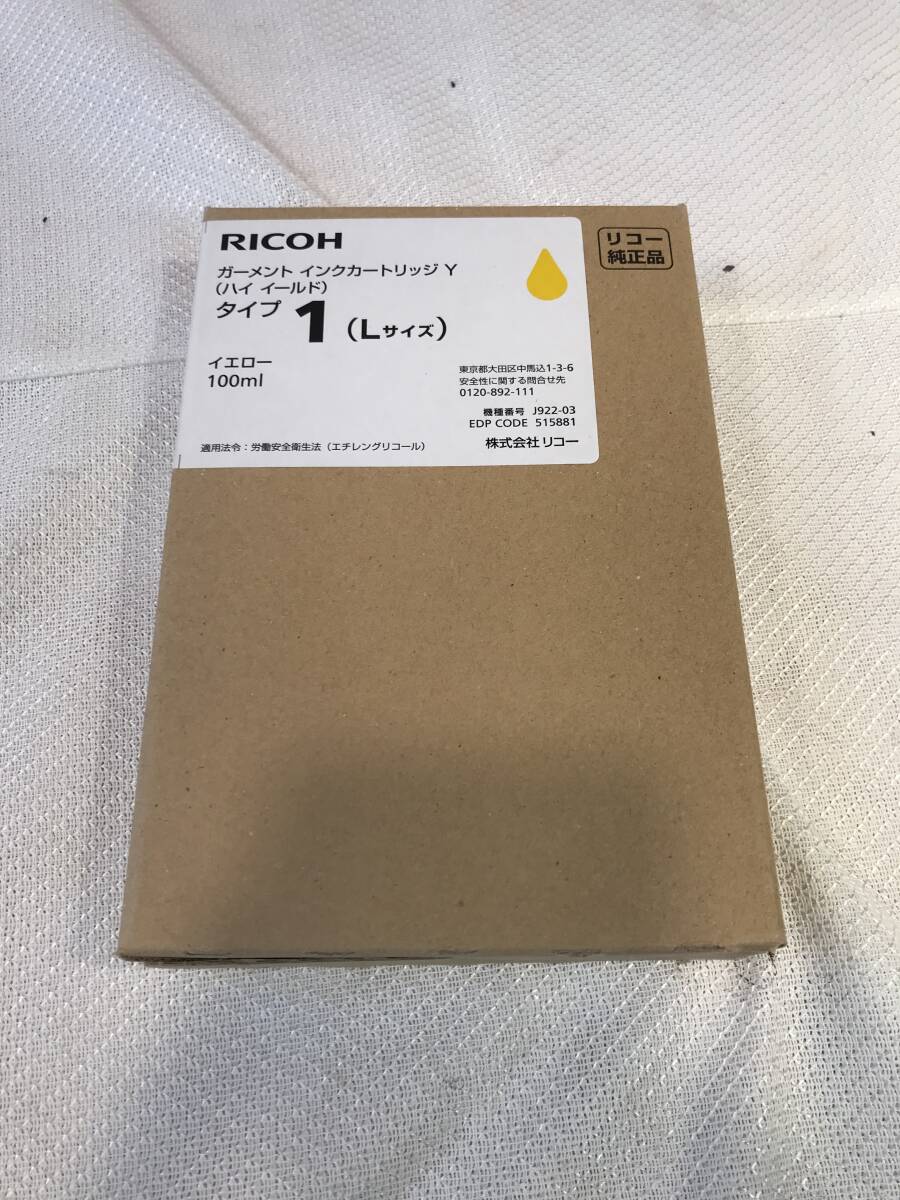 RICOH
ガーメント インクカートリッジ Y
（ハイ イールド）
タイプ 1（Lサイズ）
イエロー
100ml
東京都大田区中馬込1-3-6
安全性に関する問合せ先
0120-892-111
機種番号 J922-03
EDP CODE 515881
適用法令：労働安全衛生法（エチレングリコール）
株式会社 リコー
リコー
純正品